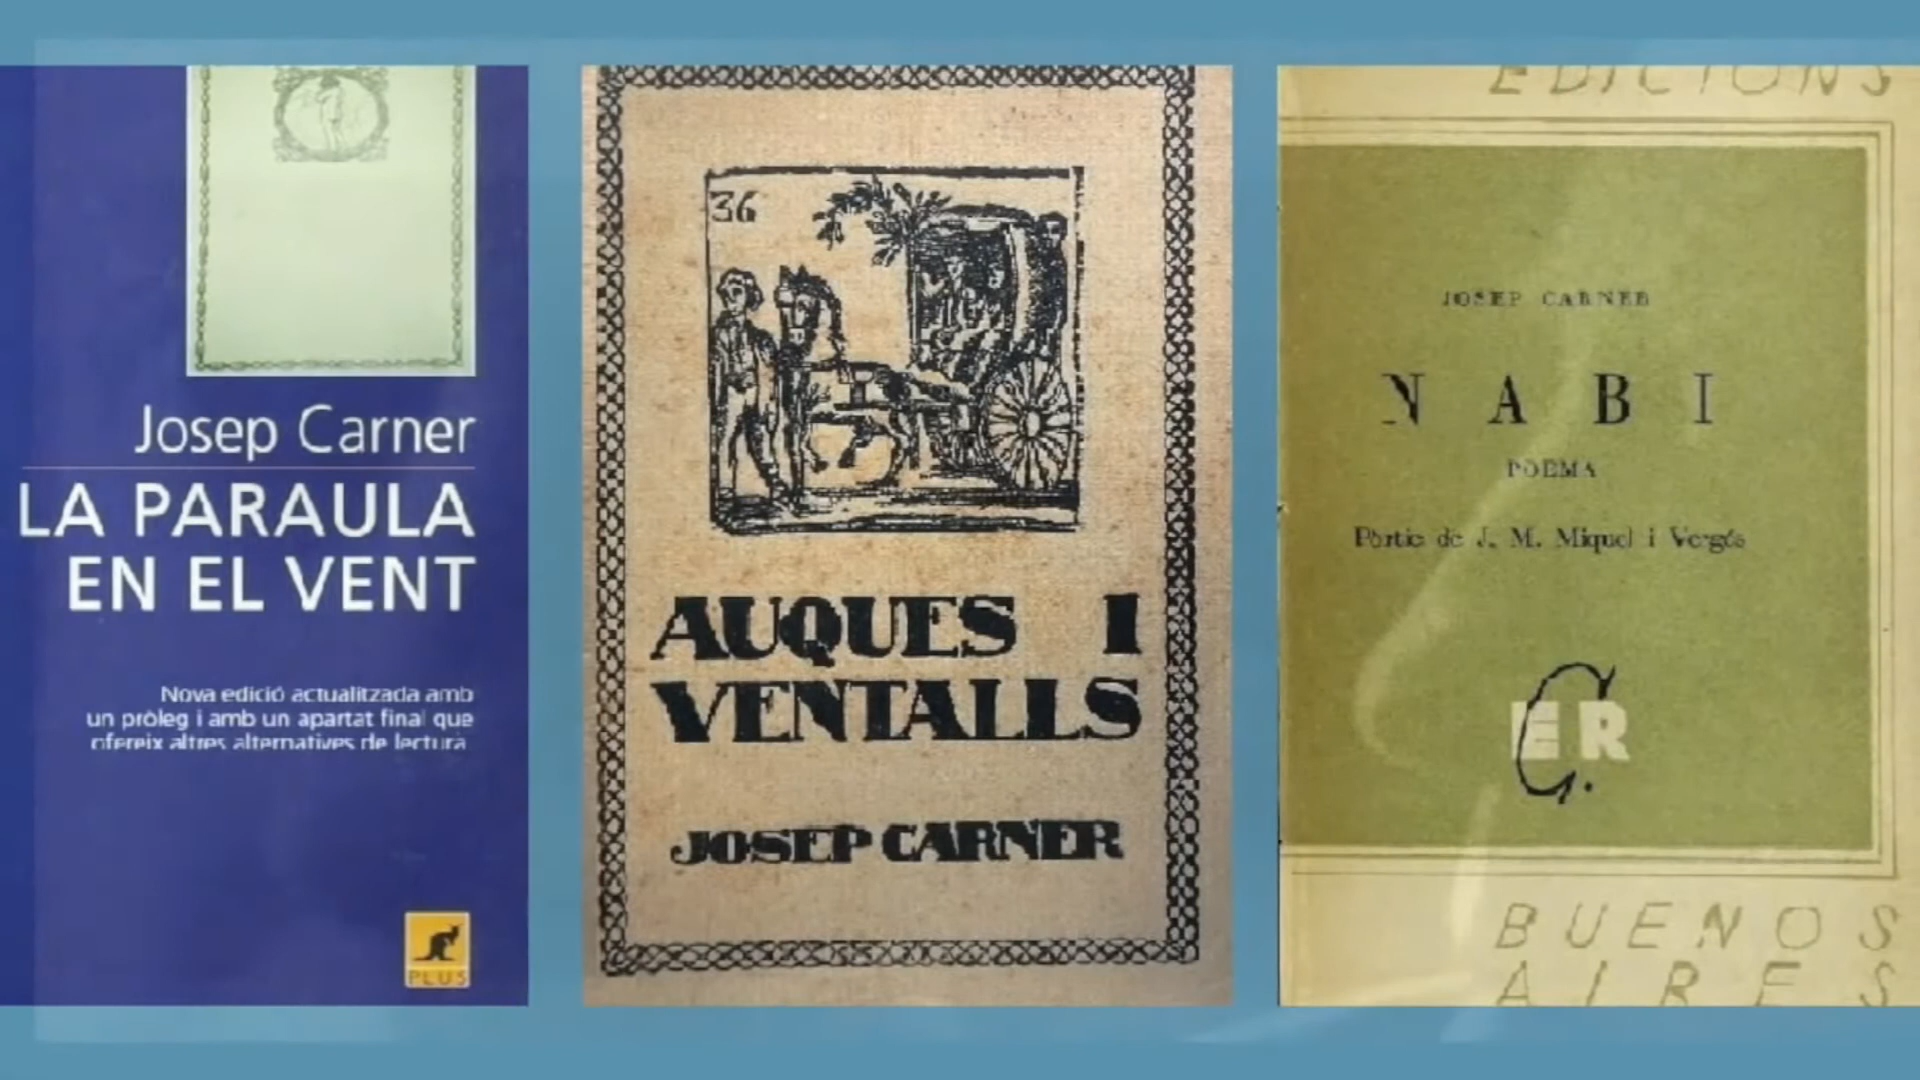 Josep Carner
LA PARAULA
EN EL VENT
Nova edició actualitzada amb
un pròleg i amb un apartat final que
ofereix altres alternatives de lectura
PLUS
36
AUQUES I
VENTALLS
JOSEP CARNER
EDICIONS
JOSEP CARNER
NABI
POEMA
Pòrtic de J. M. Miquel i Vergés
ERC.
BUENOS
AIRES